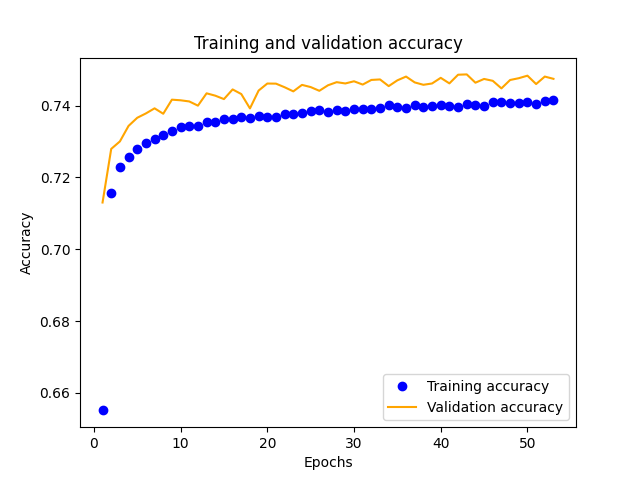 Training and validation accuracy
Accuracy
0.74
0.72
0.70
0.68
0.66
Training accuracy
Validation accuracy
0
10
20
30
40
50
Epochs